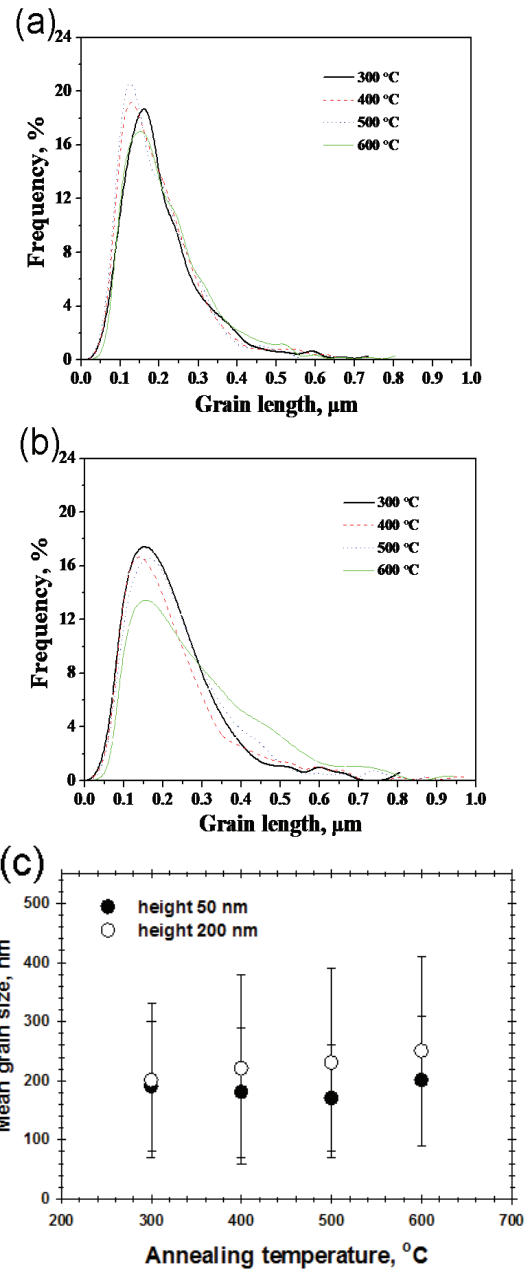 (a)
24
20
16
12
8
4
0
Frequency, %
300 °C
400 °C
500 °C
600 °C
0.0 0.1 0.2 0.3 0.4 0.5 0.6 0.7 0.8 0.9 1.0
Grain length, µm
(b)
24
20
16
12
8
4
0
Frequency, %
300 °C
400 °C
500 °C
600 °C
0.0 0.1 0.2 0.3 0.4 0.5 0.6 0.7 0.8 0.9 1.0
Grain length, µm
(c)
500
400
300
200
100
0
Mean grain size, nm
height 50 nm
height 200 nm
200 300 400 500 600 700
Annealing temperature, °C